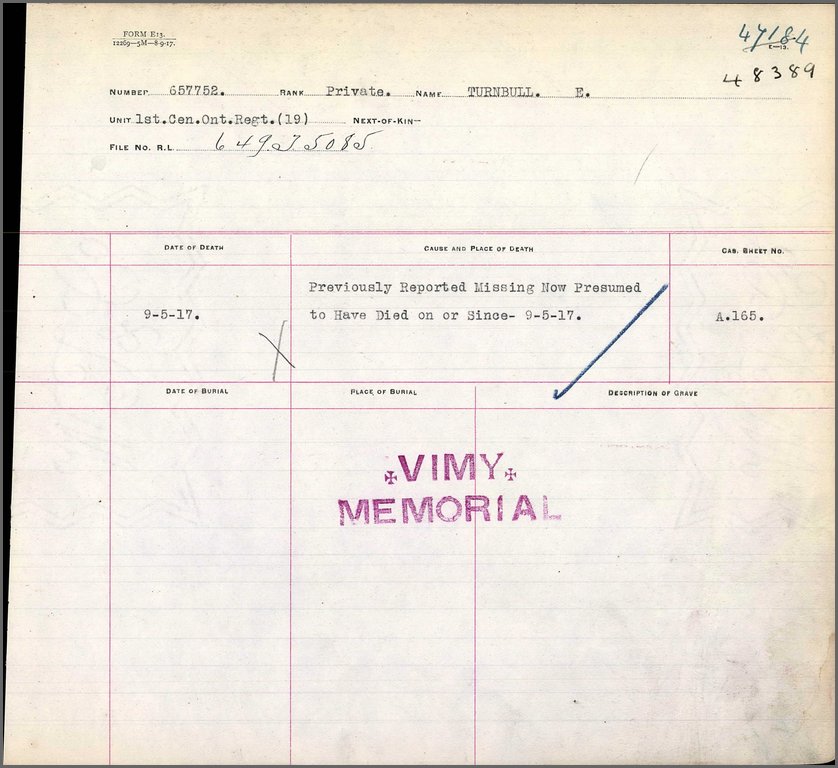 FORM E13.
12269—5M—8-9-17.
47184
E—13.
48389
NUMBER 657752. RANK Private. NAME TURNBULL. E.
UNIT 1st.Cen.Ont.Regt.(19) NEXT-OF-KIN—
FILE NO. R.L. 649-T-5085
DATE OF DEATH CAUSE AND PLACE OF DEATH CAS. SHEET NO.
Previously Reported Missing Now Presumed
9-5-17. to Have Died on or Since- 9-5-17. A.165.
DATE OF BURIAL PLACE OF BURIAL DESCRIPTION OF GRAVE
VIMY
MEMORIAL